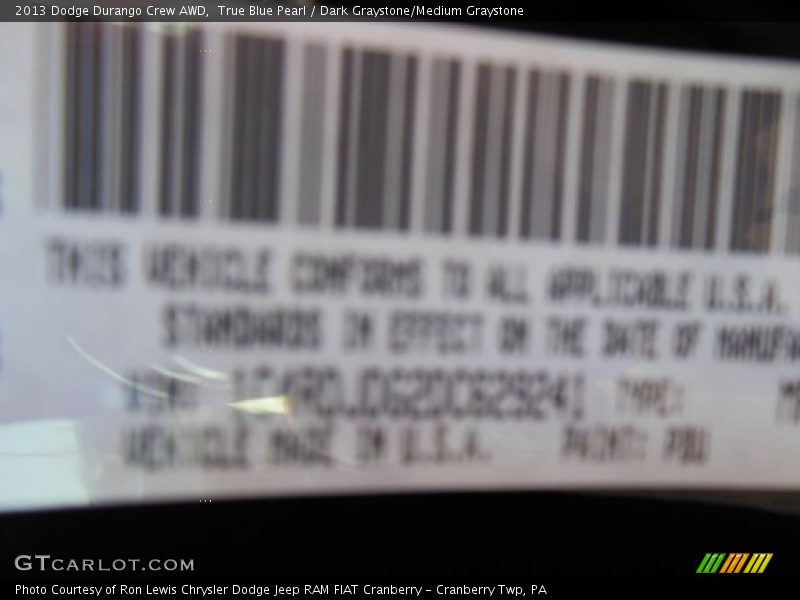 2013 Dodge Durango Crew AWD, True Blue Pearl / Dark Graystone/Medium Graystone
THIS VEHICLE CONFORMS TO ALL APPLICABLE U.S.A.
STANDARDS IN EFFECT ON THE DATE OF
TYPE:
VEHICLE MADE IN U.S.A. PAINT: PBU
GTCARLOT.COM
Photo Courtesy of Ron Lewis Chrysler Dodge Jeep RAM FIAT Cranberry - Cranberry Twp, PA